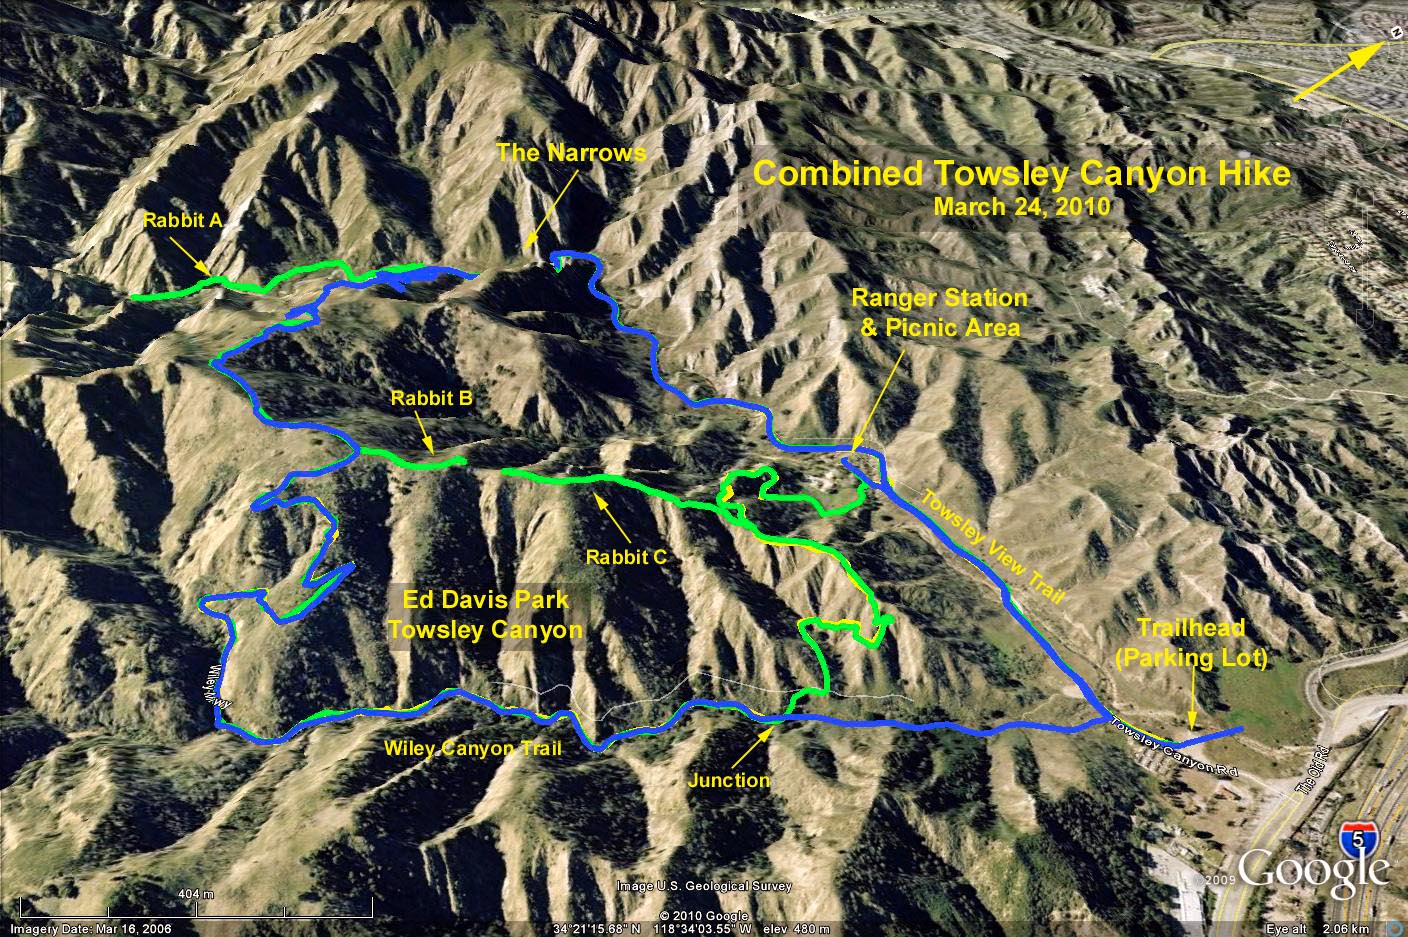 N
The Narrows
Combined Towsley Canyon Hike
March 24, 2010
Rabbit A
Ranger Station
& Picnic Area
Rabbit B
Towsley View Trail
Rabbit C
Ed Davis Park
Towsley Canyon
Trailhead
(Parking Lot)
Wiley Canyon Trail
Towsley Canyon Rd
The Old Rd
Junction
5
©2009 Google
404 m
Image U.S. Geological Survey
© 2010 Google
Imagery Date: Mar 16, 2006
34°21'15.68" N 118°34'03.55" W elev 480 m
Eye alt 2.06 km